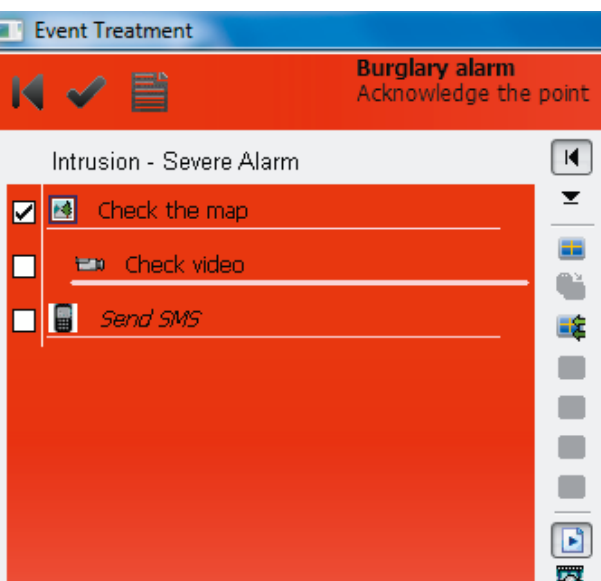 Event Treatment
Burglary alarm
Acknowledge the point
Intrusion - Severe Alarm
Check the map
Check video
Send SMS